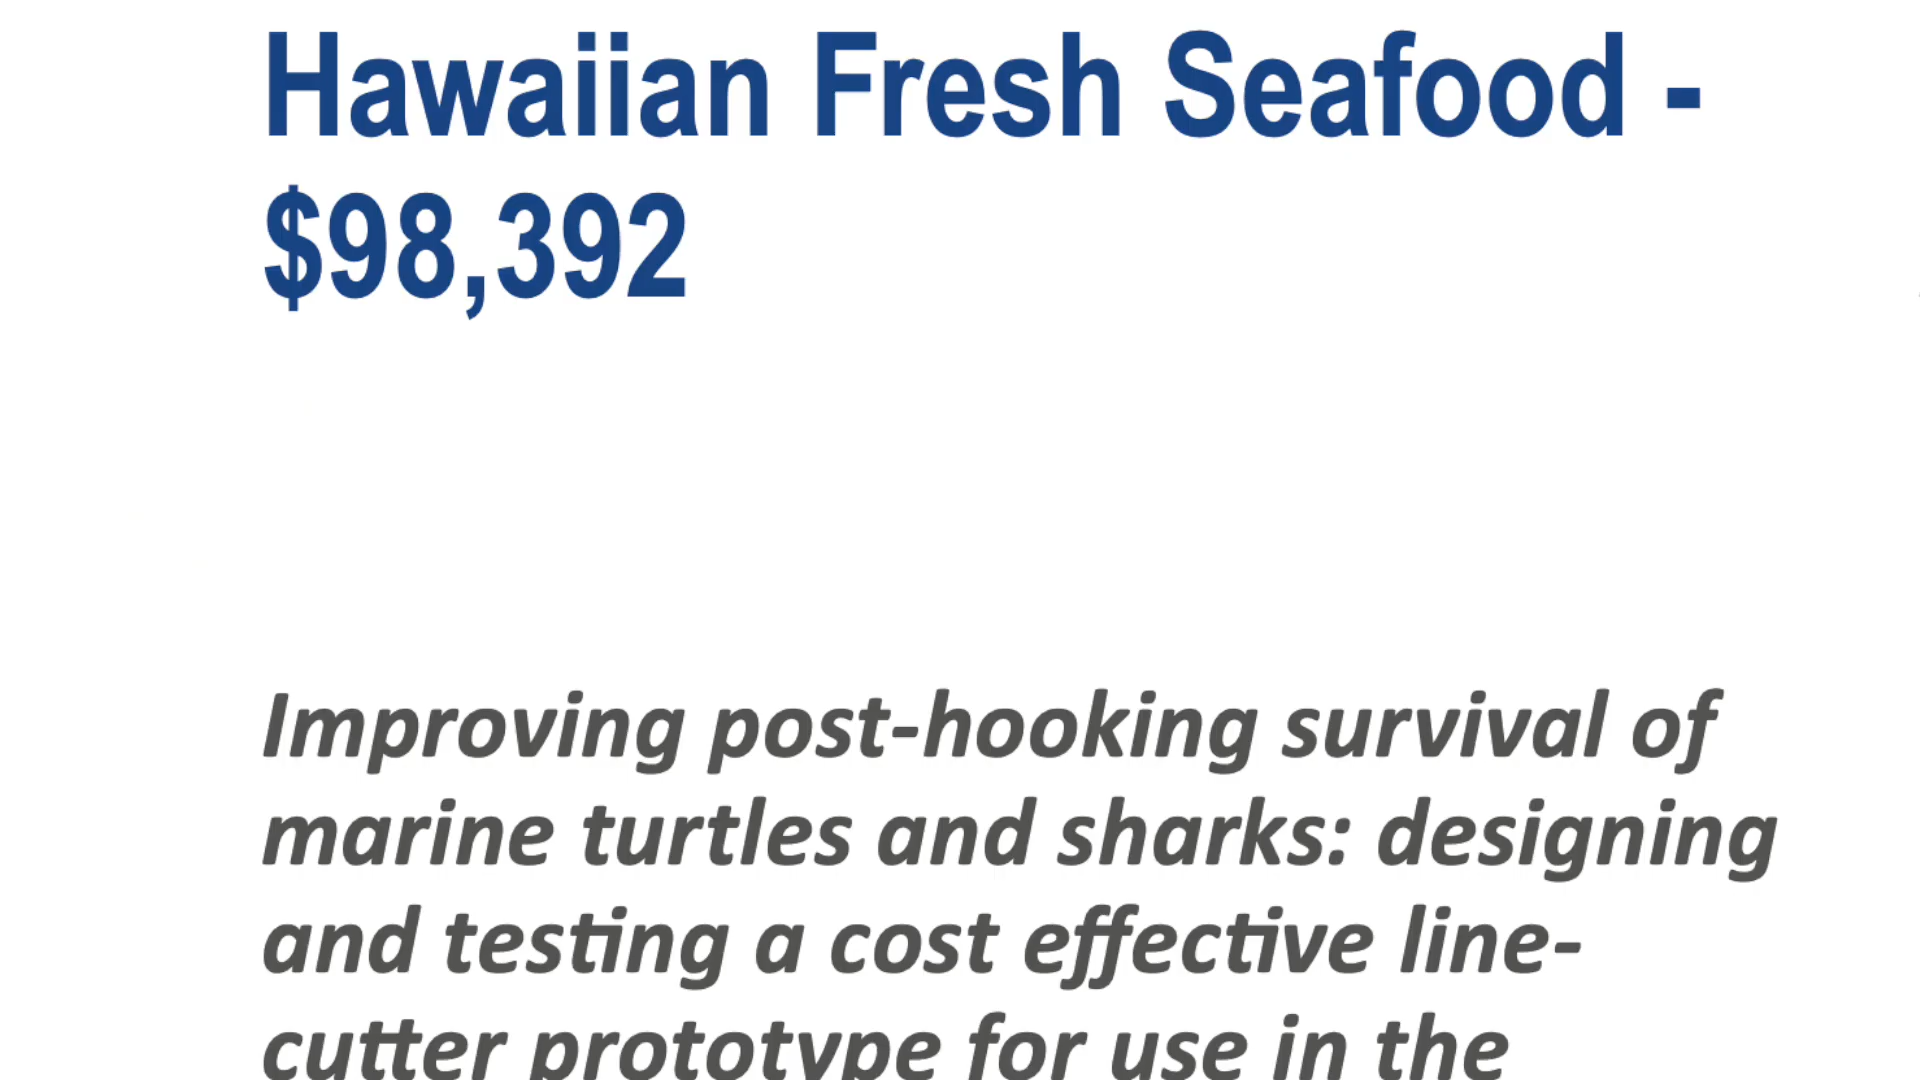 Hawaiian Fresh Seafood -
$98,392
Improving post-hooking survival of
marine turtles and sharks: designing
and testing a cost effective line-
cutter prototype for use in the